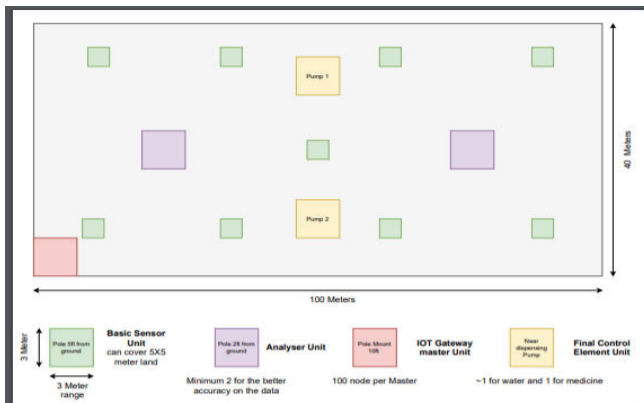 Pump 1
40 Meters
Pump 2
100 Meters
3 Meter
Pole 5ft from
ground
Basic Sensor
Unit
can cover 5X5
meter land
3 Meter
range
Pole 2ft from
ground
Analyser Unit
Minimum 2 for the better
accuracy on the data
Pole Mount
10ft
IOT Gateway
master Unit
100 node per Master
Near
dispensing
Pump
Final Control
Element Unit
~1 for water and 1 for medicine